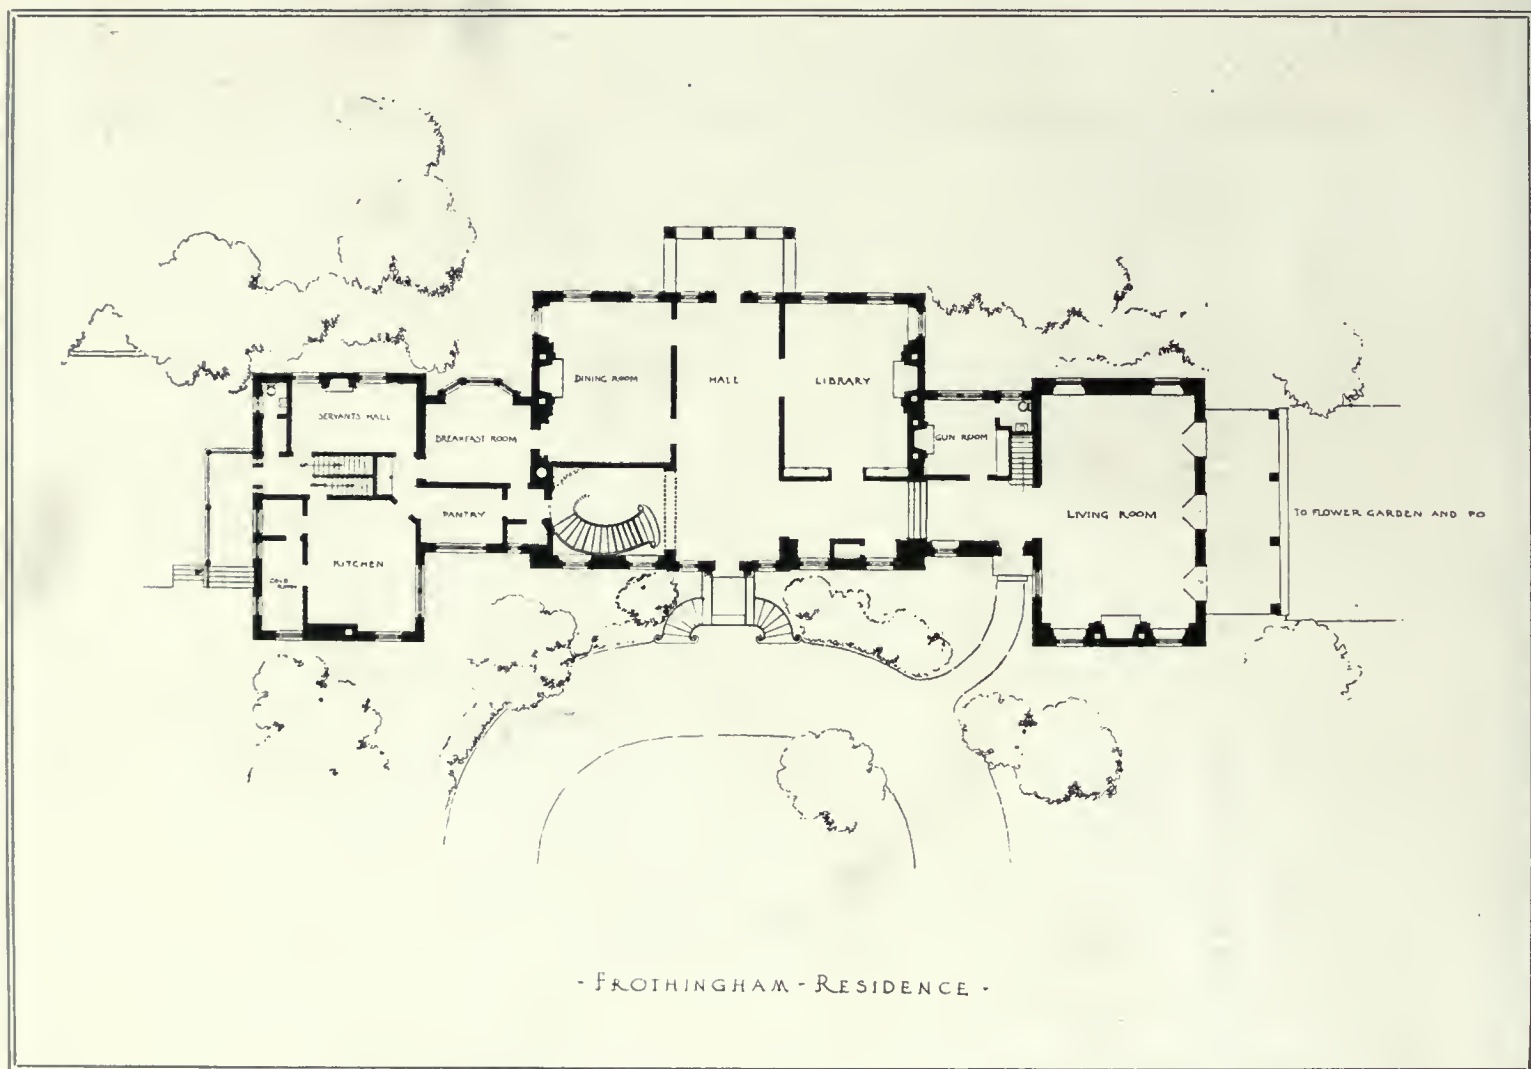 DINING ROOM
HALL
LIBRARY
SERVANTS HALL
BREAKFAST ROOM
GUN ROOM
PANTRY
LIVING ROOM
TO FLOWER GARDEN AND PO
KITCHEN
COLD ROOM
- FROTHINGHAM - RESIDENCE -